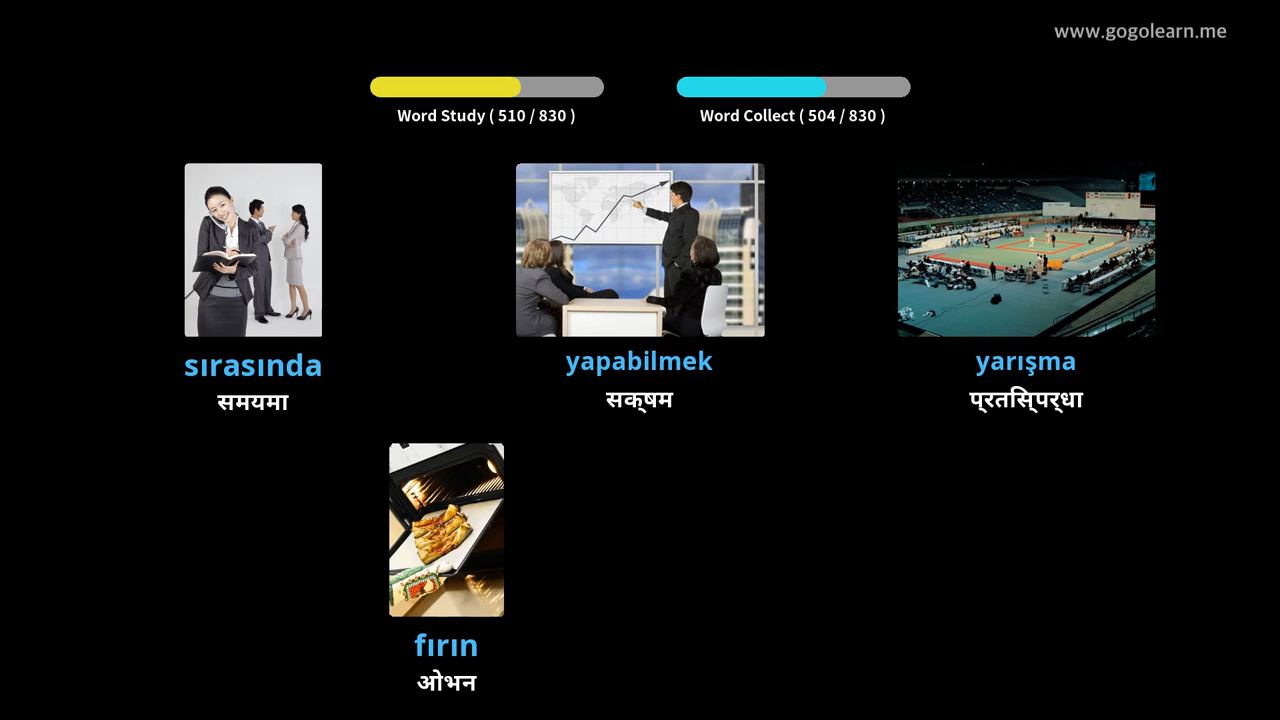 www.gogolearn.me
Word Study ( 510 / 830 )
Word Collect ( 504 / 830 )
sırasında
समयमा
yapabilmek
सक्षम
yarışma
प्रतिस्पर्धा
fırın
ओभन